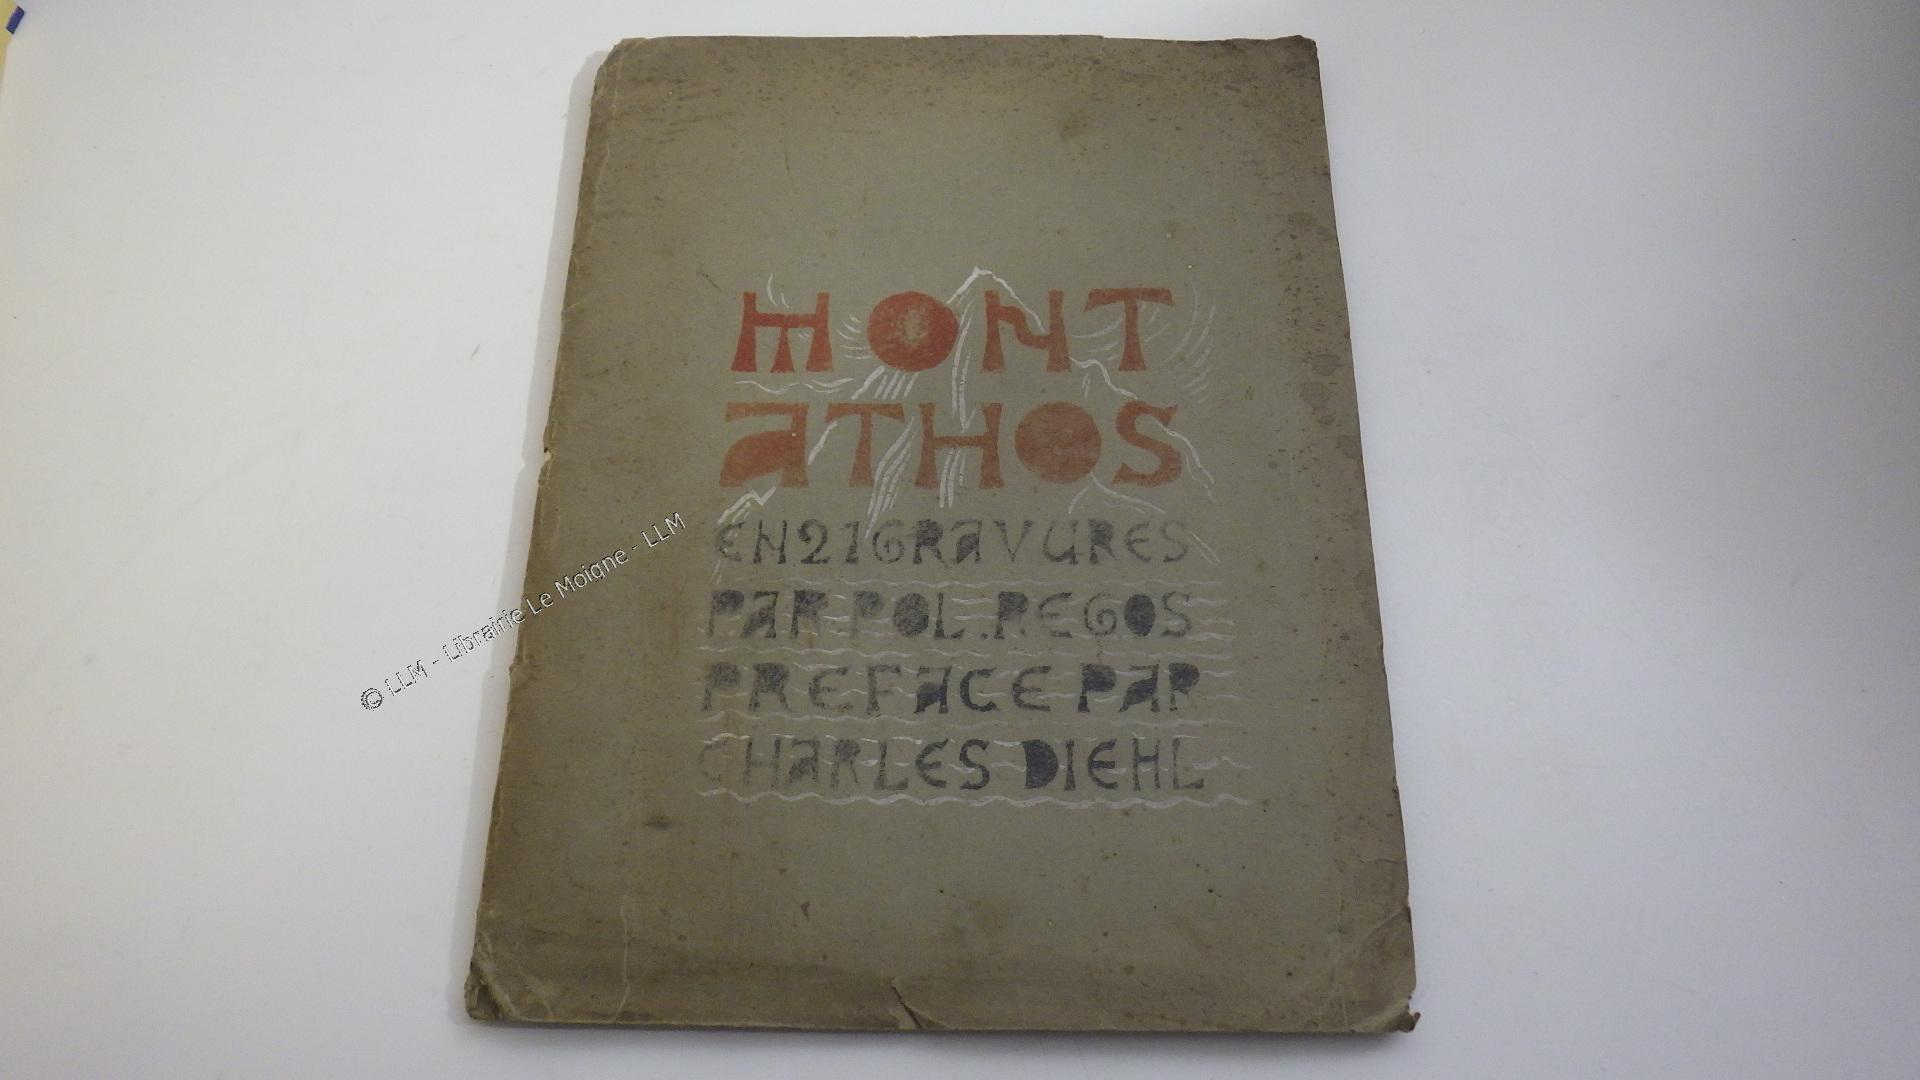 MONT
ATHOS
EN 21 GRAVURES
PAR POL. REGOS
PREFACE PAR
CHARLES DIEHL
© LLM - Librairie Le Moigne - LLM